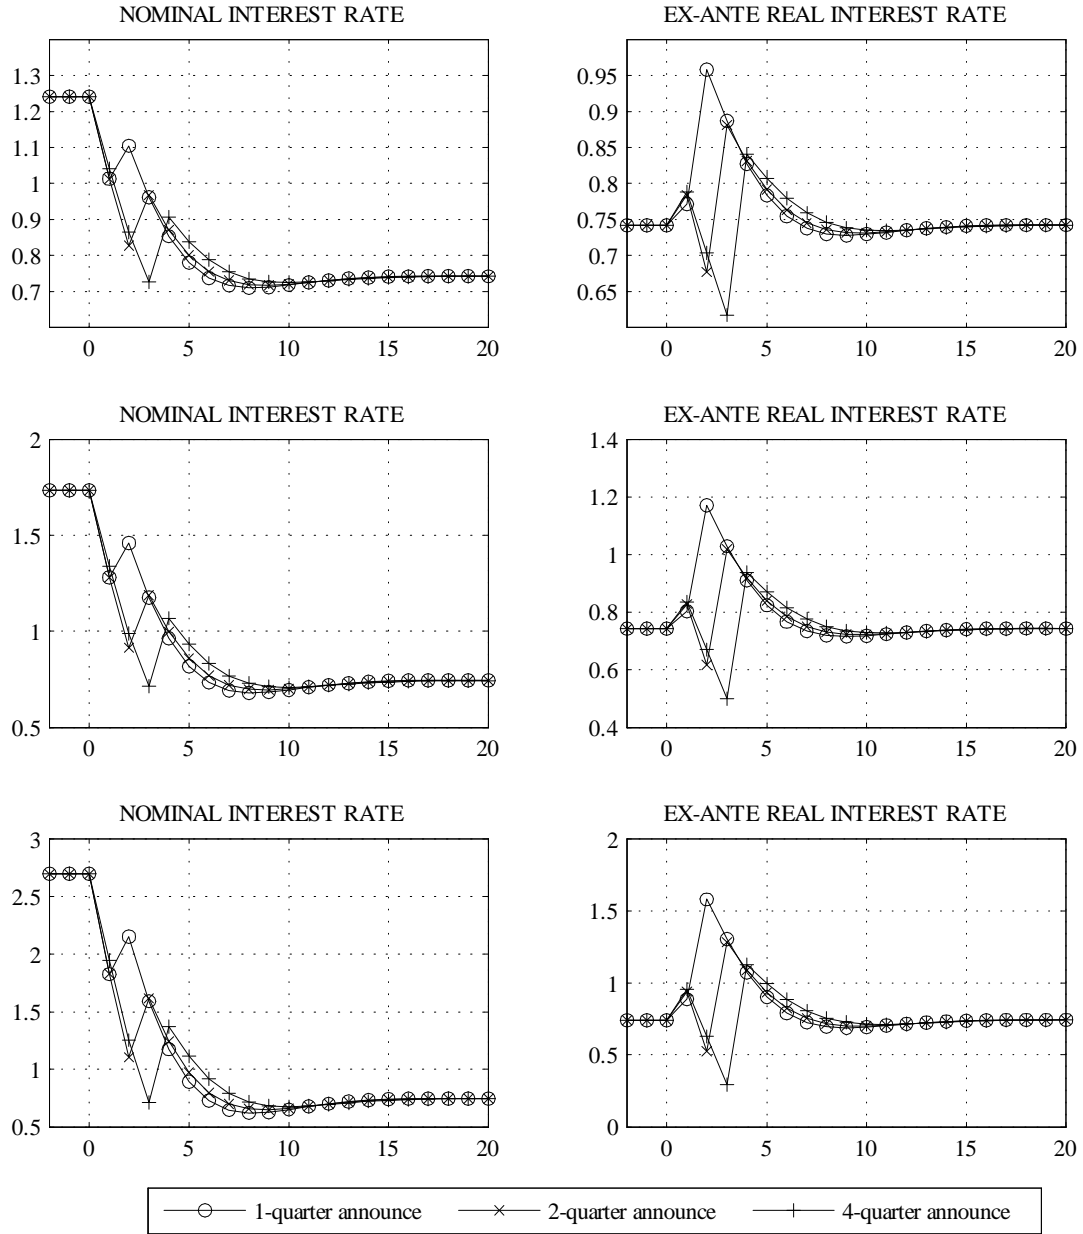 NOMINAL INTEREST RATE
EX-ANTE REAL INTEREST RATE
1.3
1.2
1.1
1
0.9
0.8
0.7
0 5 10 15 20
0.95
0.9
0.85
0.8
0.75
0.7
0.65
0 5 10 15 20
NOMINAL INTEREST RATE
EX-ANTE REAL INTEREST RATE
2
1.5
1
0.5
0 5 10 15 20
1.4
1.2
1
0.8
0.6
0.4
0 5 10 15 20
NOMINAL INTEREST RATE
EX-ANTE REAL INTEREST RATE
3
2.5
2
1.5
1
0.5
0 5 10 15 20
2
1.5
1
0.5
0
0 5 10 15 20
1-quarter announce 2-quarter announce 4-quarter announce